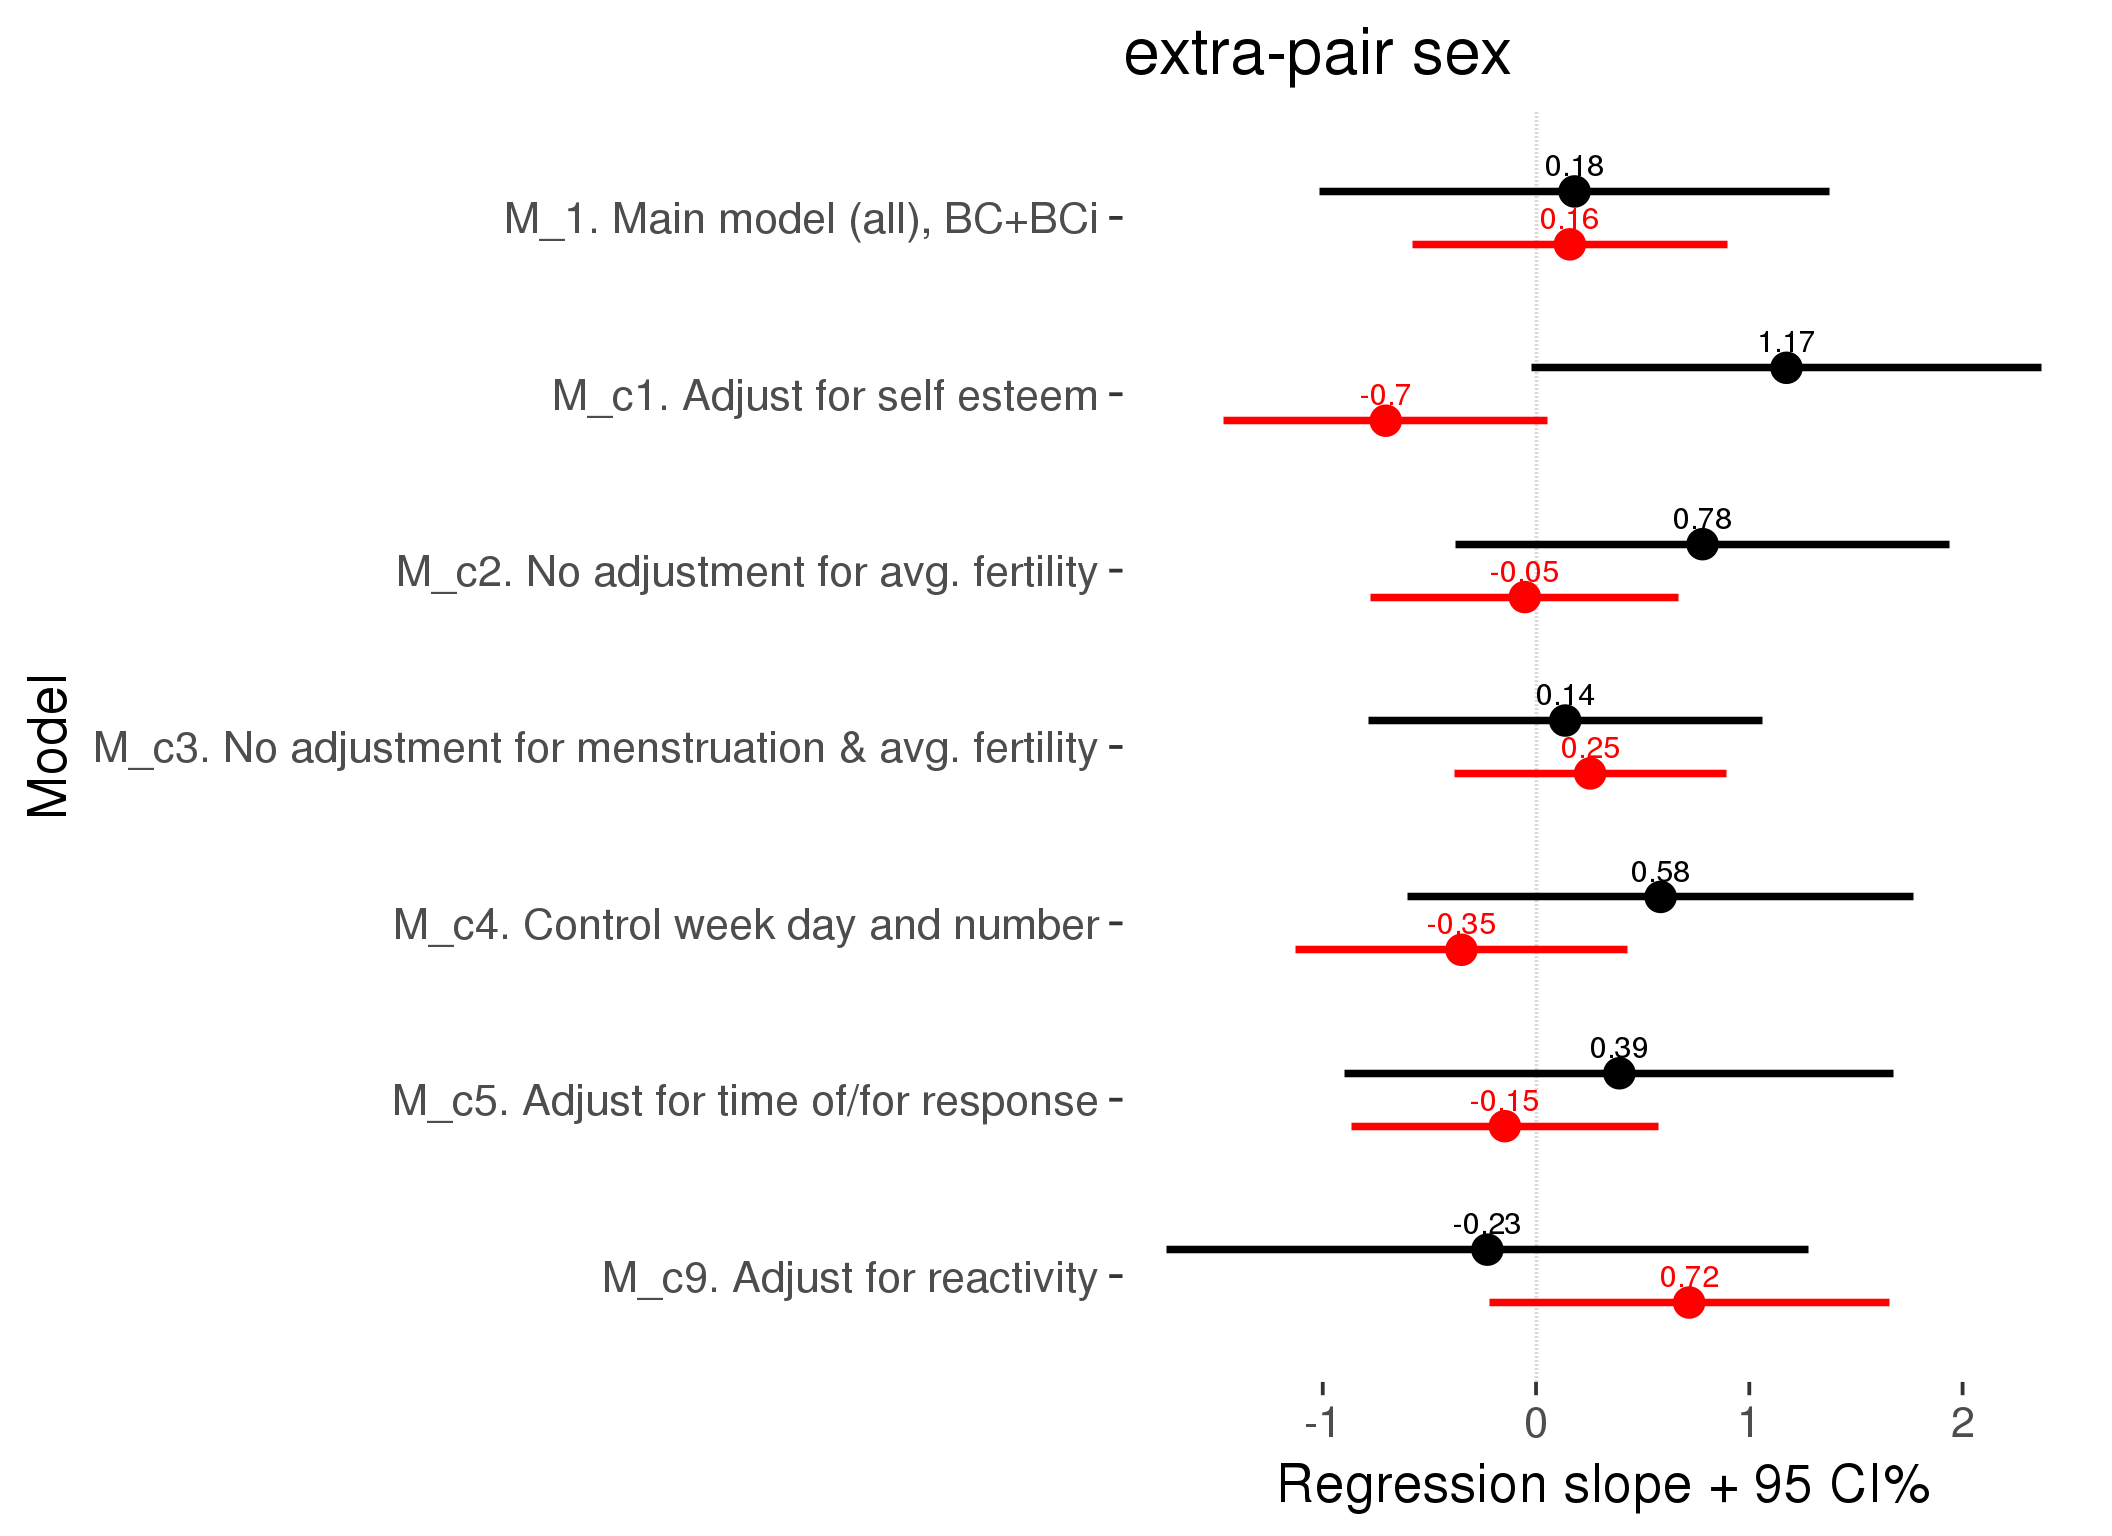 extra-pair sex
0.18
M_1. Main model (all), BC+BCi
0.16
1.17
M_c1. Adjust for self esteem
-0.7
0.78
M_c2. No adjustment for avg. fertility
-0.05
0.14
M_c3. No adjustment for menstruation & avg. fertility
0.25
0.58
M_c4. Control week day and number
-0.35
0.39
M_c5. Adjust for time of/for response
-0.15
-0.23
M_c9. Adjust for reactivity
0.72
Model
-1 0 1 2
Regression slope + 95 CI%